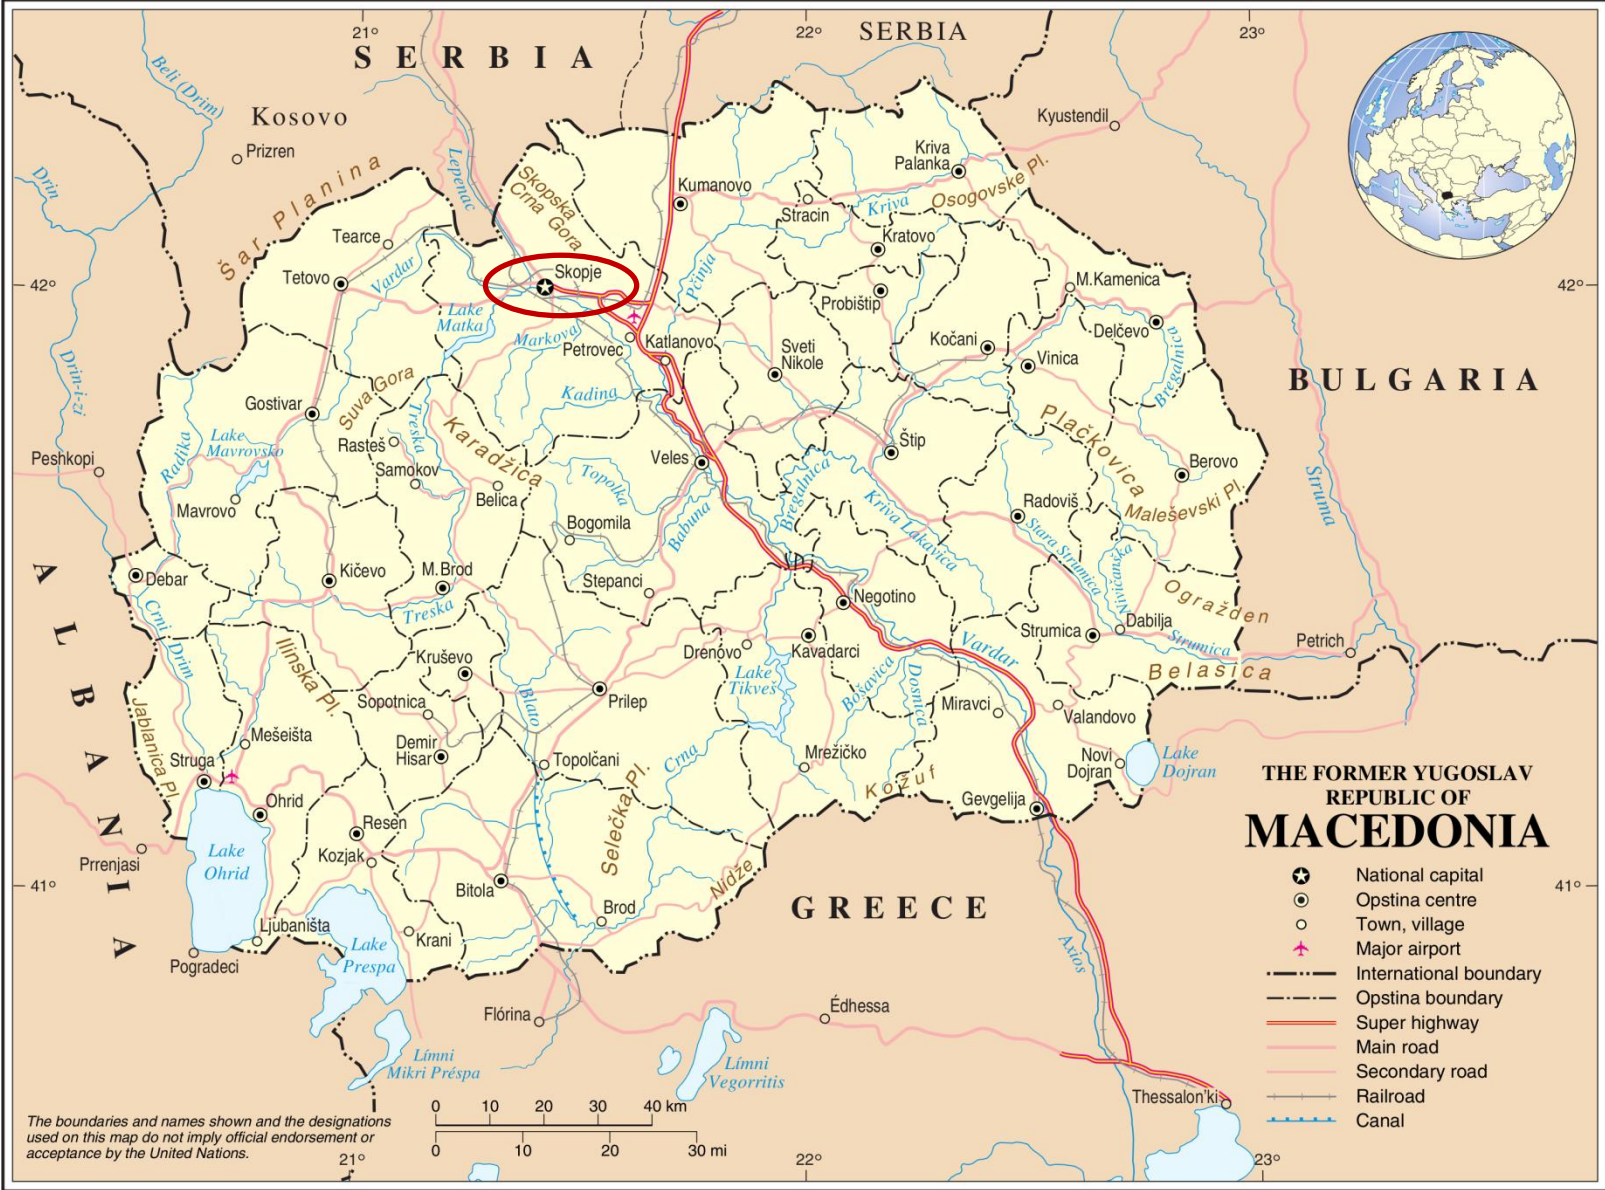 21°
22°
23°
SERBIA
SERBIA
Beli (Drim)
Kosovo
Prizren
Kyustendil
Drin
Lepenac
Šar Planina
Skopska
Crna Gora
Kumanovo
Kriva
Palanka
Osogovske Pl.
Stracin
Kriva
Kratovo
Tearce
Tetovo
Vardar
Skopje
Pčinja
Probištip
M.Kamenica
42°
42°
Lake
Matka
Markova
Petrovec
Katlanovo
Delčevo
Kočani
Vinica
Bregalnica
Sveti
Nikole
Drin-i-zi
Suva Gora
Kadina
BULGARIA
Gostivar
Treska
Karadžica
Plačkovica
Radika
Lake
Mavrovsko
Rasteš
Samokov
Štip
Peshkopi
Veles
Berovo
Belica
Topolka
Bregalnica
Struma
Mavrovo
Babuna
Kriva Lakavica
Radoviš
Maleševski Pl.
Bogomila
Stara Strumica
Nivičanska
ALBANIA
Debar
Kičevo
M.Brod
Stepanci
Negotino
Ogražden
Crni Drim
Treska
Strumica
Dabilja
Strumica
Petrich
Ilinska Pl.
Kruševo
Drenovo
Kavadarci
Vardar
Belasica
Lake
Tikveš
Bošavica
Dosnica
Sopotnica
Blato
Prilep
Miravci
Valandovo
Jablanica Pl.
Mešeišta
Demir
Hisar
Topolčani
Crna
Mrežičko
Novi
Dojran
Lake
Dojran
Struga
Selečka Pl.
Kožuf
Gevgelija
Ohrid
Resen
Kozjak
Prrenjasi
Lake
Ohrid
Bitola
Nidže
41°
41°
GREECE
Brod
Ljubaništa
Krani
Lake
Prespa
Pogradeci
Axios
Flórina
Édhessa
Límni
Mikri Préspa
Límni
Vegorritis
Thessalon'ki
THE FORMER YUGOSLAV
REPUBLIC OF
MACEDONIA
National capital
Opstina centre
Town, village
Major airport
International boundary
Opstina boundary
Super highway
Main road
Secondary road
Railroad
Canal
The boundaries and names shown and the designations
used on this map do not imply official endorsement or
acceptance by the United Nations.
0 10 20 30 40 km
0 10 20 30 mi
21°
22°
23°